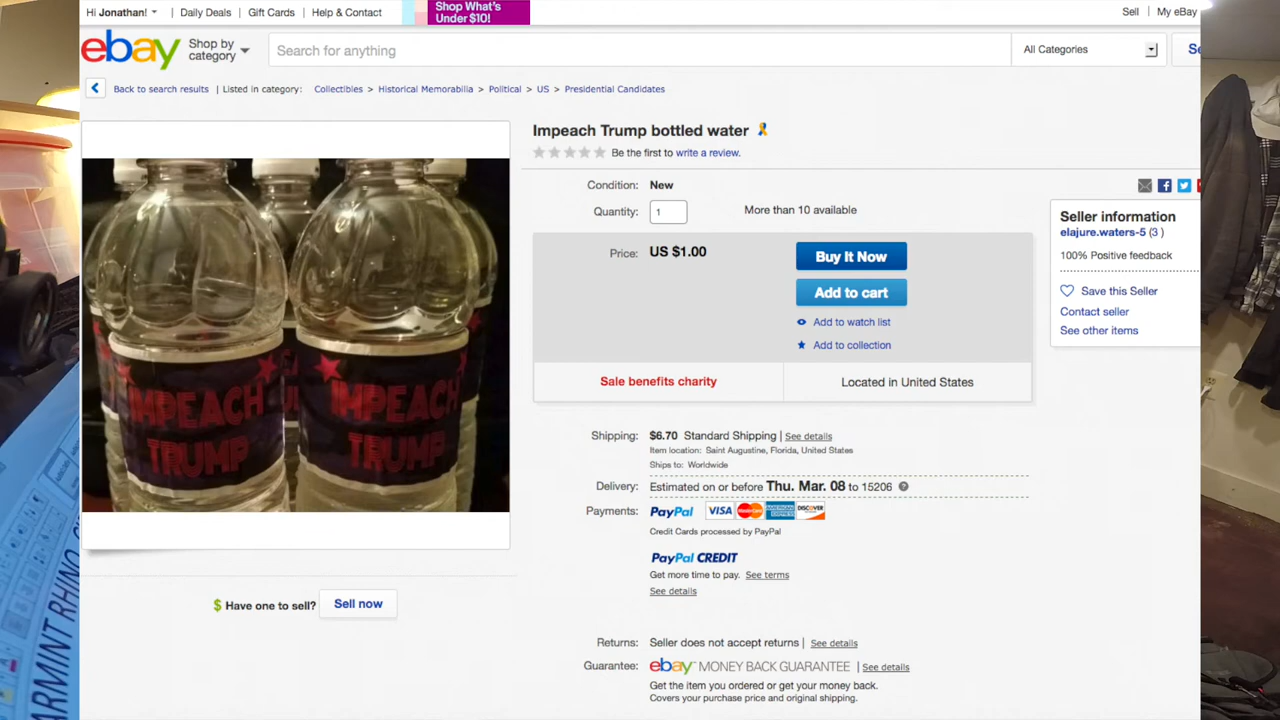 Hi Jonathan!
Daily Deals
Gift Cards
Help & Contact
Shop What's
Under $10!
Sell
My eBay
ebay
Shop by
category
Search for anything
All Categories
Back to search results
Listed in category:
Collectibles > Historical Memorabilia > Political > US > Presidential Candidates
Impeach Trump bottled water
Be the first to write a review.
Condition: New
Quantity: 1
More than 10 available
Price: US $1.00
Buy It Now
Add to cart
Add to watch list
Add to collection
Sale benefits charity
Located in United States
Seller information
elajure.waters-5 (3 )
100% Positive feedback
Save this Seller
Contact seller
See other items
IMPEACH
TRUMP
IMPEACH
TRUMP
Shipping: $6.70 Standard Shipping | See details
Item location: Saint Augustine, Florida, United States
Ships to: Worldwide
Delivery: Estimated on or before Thu. Mar. 08 to 15206
Payments: PayPal VISA MasterCard AMERICAN EXPRESS DISCOVER
Credit Cards processed by PayPal
PayPal CREDIT
Get more time to pay. See terms
See details
$ Have one to sell? Sell now
Returns: Seller does not accept returns | See details
Guarantee: ebay MONEY BACK GUARANTEE | See details
Get the item you ordered or get your money back.
Covers your purchase price and original shipping.
ARMINT RHINO